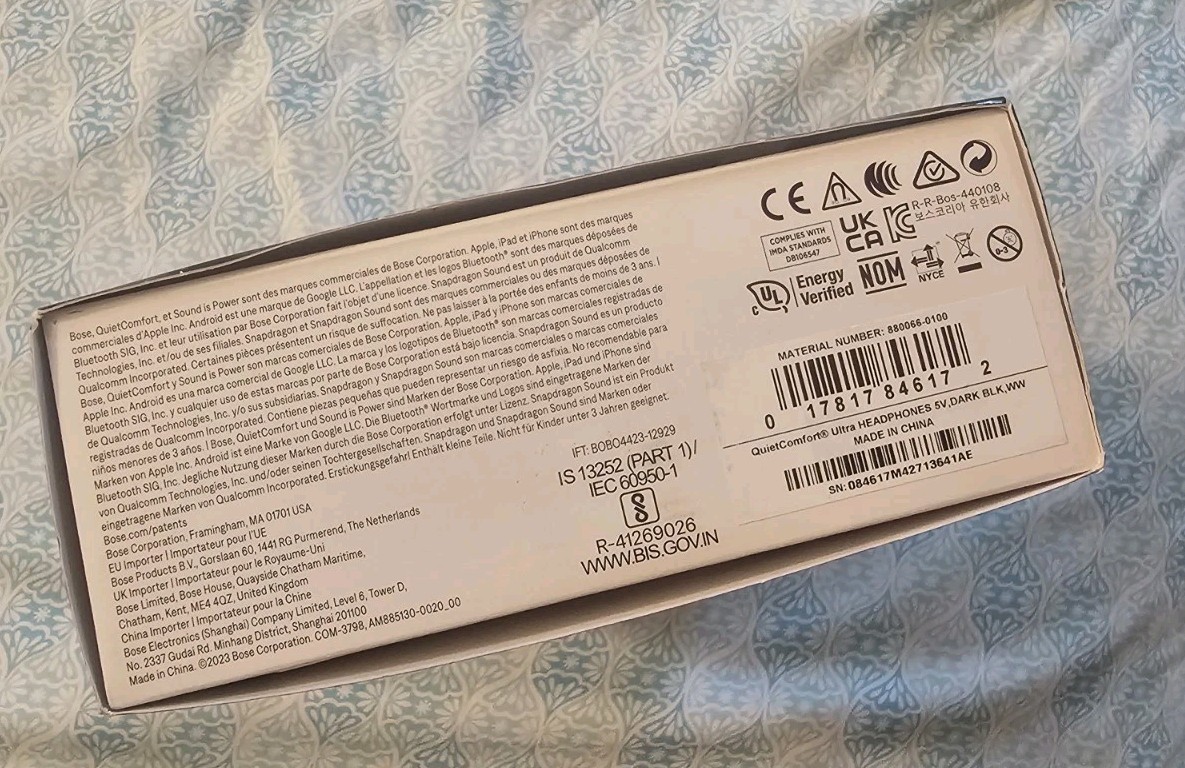 Bose, QuietComfort, et Sound is Power sont des marques commerciales de Bose Corporation. Apple, iPad et iPhone sont des marques
commerciales d'Apple Inc. Android est une marque de Google LLC. L'appellation et les logos Bluetooth® sont des marques déposées de
Bluetooth SIG, Inc. et leur utilisation par Bose Corporation fait l'objet d'une licence. Snapdragon Sound est un produit de Qualcomm
Technologies, Inc. et/ou de ses filiales. Snapdragon et Snapdragon Sound sont des marques commerciales ou des marques déposées de
Qualcomm Incorporated. Certaines pièces présentent un risque de suffocation. Ne pas laisser à la portée des enfants de moins de 3 ans. |
Bose, QuietComfort y Sound is Power son marcas comerciales de Bose Corporation. Apple, iPad y iPhone son marcas comerciales de
Apple Inc. Android es una marca comercial de Google LLC. La marca y los logotipos de Bluetooth® son marcas comerciales registradas de
Bluetooth SIG, Inc. y cualquier uso de estas marcas por parte de Bose Corporation está bajo licencia. Snapdragon Sound es un producto
de Qualcomm Technologies, Inc. y/o sus subsidiarias. Snapdragon y Snapdragon Sound son marcas comerciales o marcas comerciales
registradas de Qualcomm Incorporated. Contiene piezas pequeñas que pueden representar un riesgo de asfixia. No recomendable para
niños menores de 3 años. | Bose, QuietComfort und Sound is Power sind Marken der Bose Corporation. Apple, iPad und iPhone sind
Marken von Apple Inc. Android ist eine Marke von Google LLC. Die Bluetooth® Wortmarke und Logos sind eingetragene Marken der
Bluetooth SIG, Inc. Jegliche Nutzung dieser Marken durch die Bose Corporation erfolgt unter Lizenz. Snapdragon Sound ist ein Produkt
von Qualcomm Technologies, Inc. und/oder seinen Tochtergesellschaften. Snapdragon und Snapdragon Sound sind Marken oder
eingetragene Marken von Qualcomm Incorporated. Erstickungsgefahr! Enthält kleine Teile. Nicht für Kinder unter 3 Jahren geeignet.
Bose.com/patents
Bose Corporation, Framingham, MA 01701 USA
EU Importer | Importateur pour l'UE
Bose Products B.V., Gorslaan 60, 1441 RG Purmerend, The Netherlands
UK Importer | Importateur pour le Royaume-Uni
Bose Limited, Bose House, Quayside Chatham Maritime,
Chatham, Kent, ME4 4QZ, United Kingdom
China Importer | Importateur pour la Chine
Bose Electronics (Shanghai) Company Limited, Level 6, Tower D,
No. 2337 Gudai Rd. Minhang District, Shanghai 201100
Made in China. ©2023 Bose Corporation. COM-3798, AM885130-0020_00
IFT: BOBO4423-12929
IS 13252 (PART 1)/
IEC 60950-1
R-41269026
WWW.BIS.GOV.IN
CE
R-R-Bos-440108
보스코리아 유한회사
COMPLIES WITH
IMDA STANDARDS
DB106547
UK
CA
0-3
C UL
Energy
Verified
NOM
NYCE
MATERIAL NUMBER: 880066-0100
0 17817 84617 2
QuietComfort® Ultra HEADPHONES 5V,DARK BLK,WW
MADE IN CHINA
SN: 084617M42713641AE